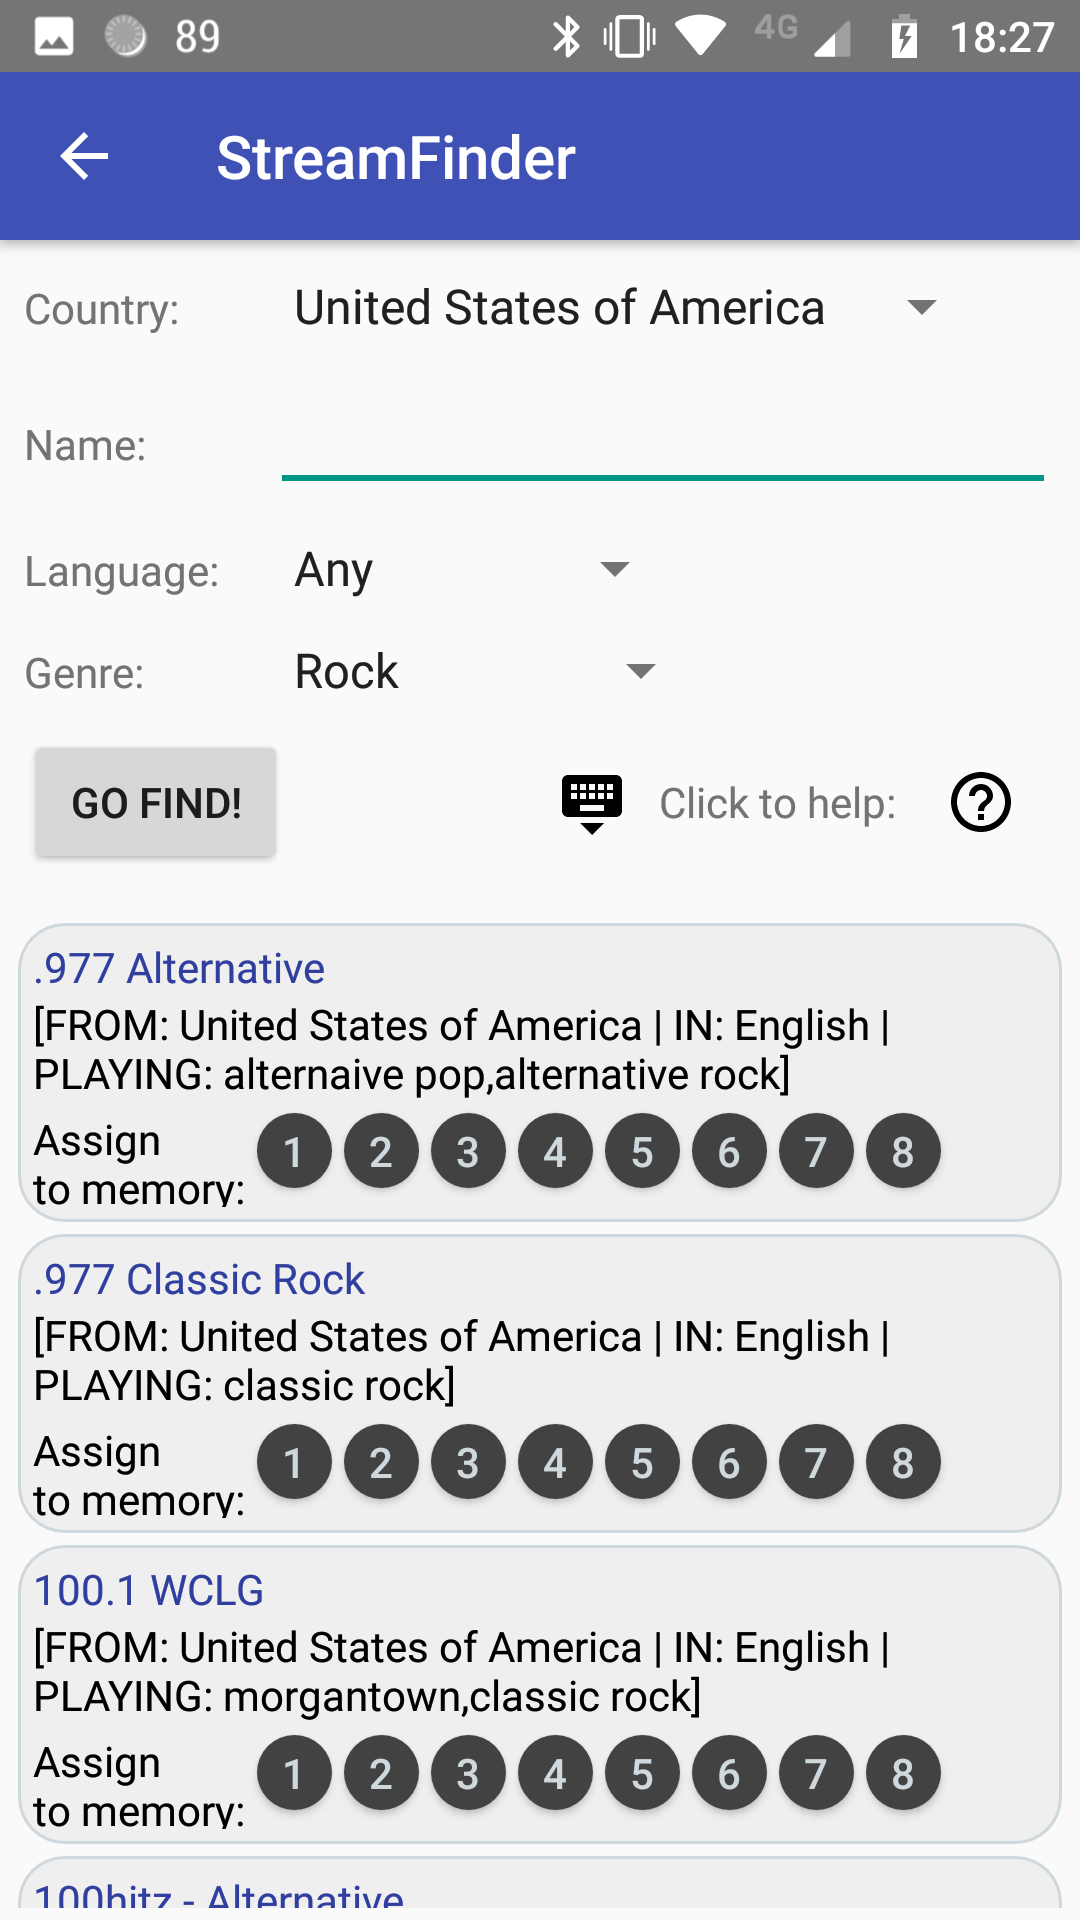 89 4G 18:27
StreamFinder
Country: United States of America
Name:
Language: Any
Genre: Rock
GO FIND! Click to help: ?
.977 Alternative
[FROM: United States of America | IN: English |
PLAYING: alternaive pop,alternative rock]
Assign
to memory: 1 2 3 4 5 6 7 8
.977 Classic Rock
[FROM: United States of America | IN: English |
PLAYING: classic rock]
Assign
to memory: 1 2 3 4 5 6 7 8
100.1 WCLG
[FROM: United States of America | IN: English |
PLAYING: morgantown,classic rock]
Assign
to memory: 1 2 3 4 5 6 7 8
100hitz - Alternative